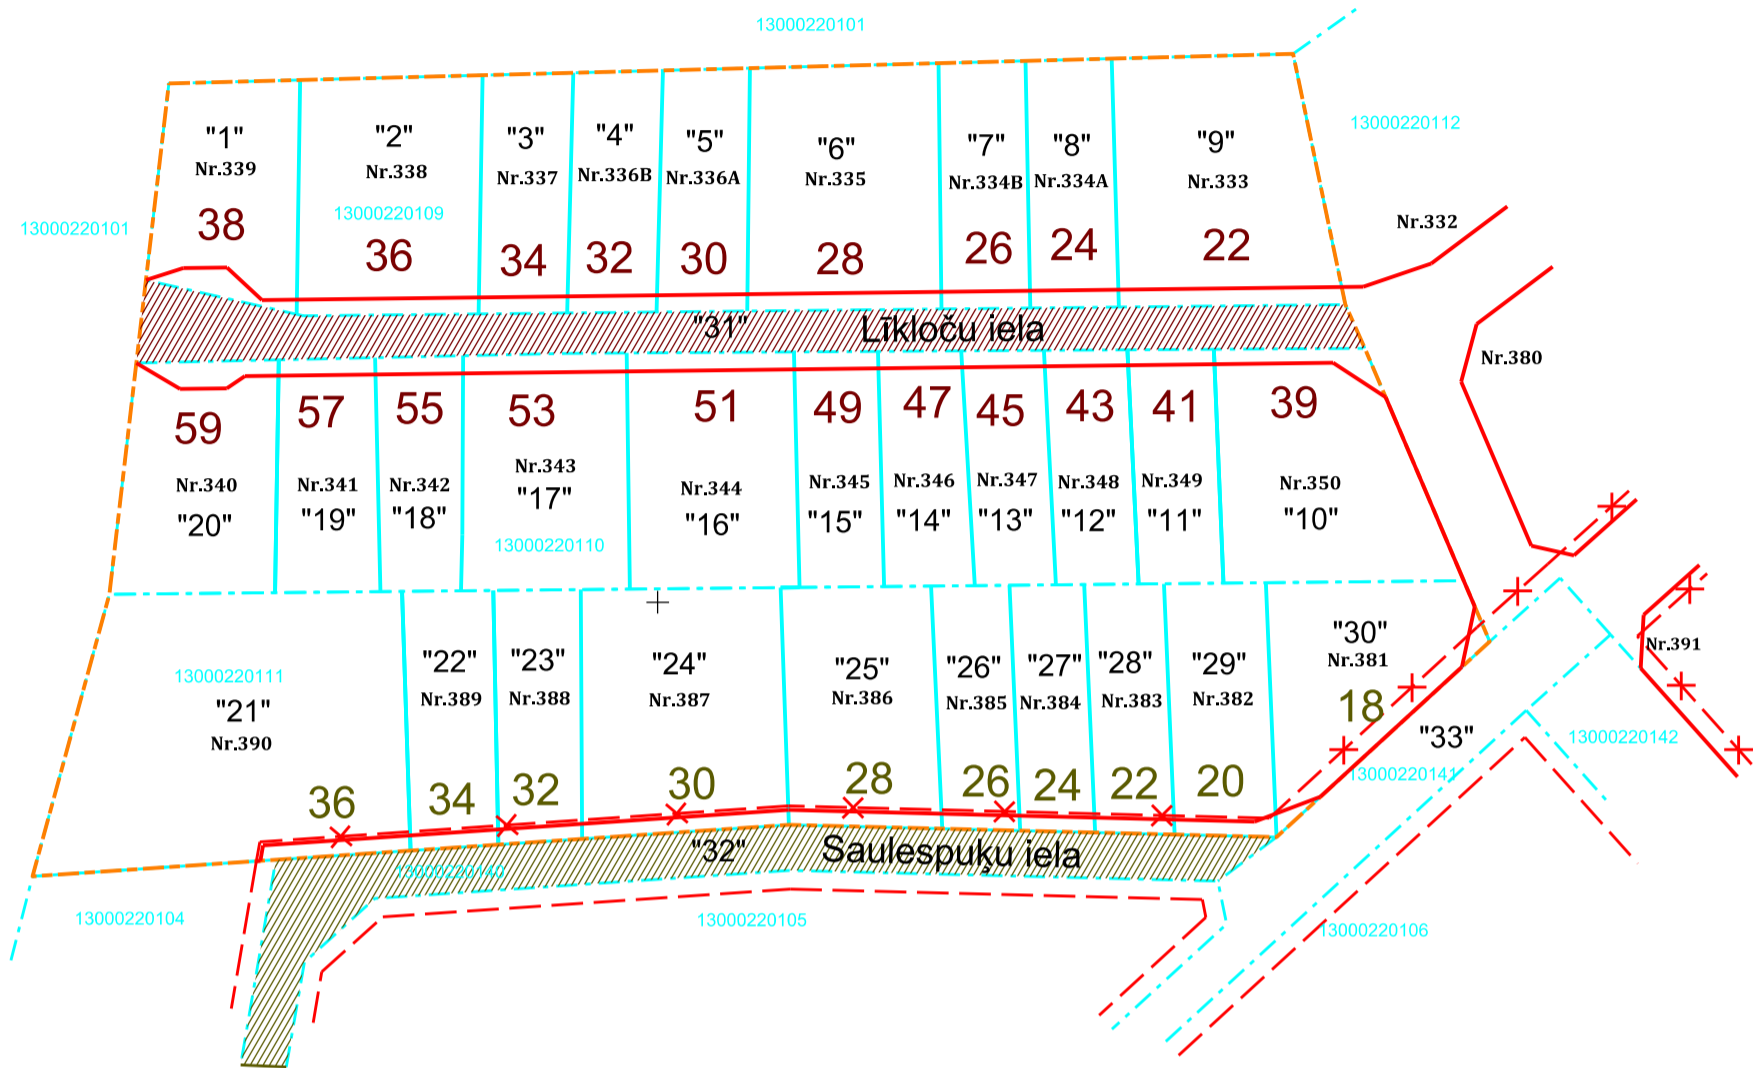 13000220101
13000220112
"1" "2" "3" "4" "5" "6" "7" "8" "9"
Nr.339 Nr.338 Nr.337 Nr.336B Nr.336A Nr.335 Nr.334B Nr.334A Nr.333
13000220101 13000220109 Nr.332
38 36 34 32 30 28 26 24 22
"31" Līkloču iela
Nr.380
59 57 55 53 51 49 47 45 43 41 39
Nr.340 Nr.341 Nr.342 Nr.343 Nr.344 Nr.345 Nr.346 Nr.347 Nr.348 Nr.349 Nr.350
"20" "19" "18" "17" "16" "15" "14" "13" "12" "11" "10"
13000220110
13000220111
"21" "22" "23" "24" "25" "26" "27" "28" "29" "30"
Nr.390 Nr.389 Nr.388 Nr.387 Nr.386 Nr.385 Nr.384 Nr.383 Nr.382 Nr.381
Nr.391
36 34 32 30 28 26 24 22 20 18
"33"
13000220142
13000220141
"32" Saulespuķu iela
13000220140
13000220104 13000220105 13000220106